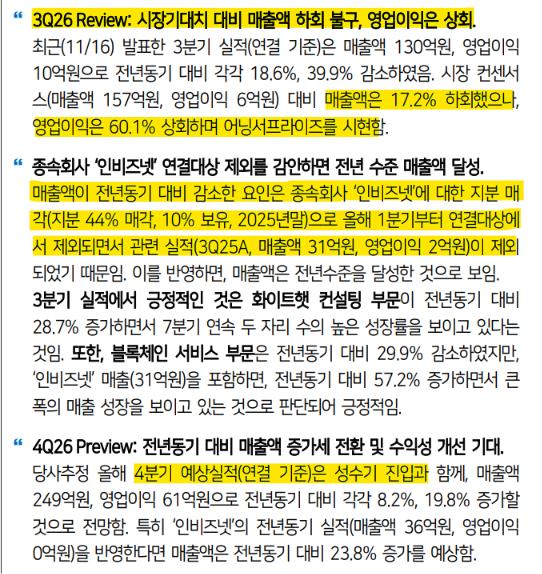 “ 3Q26 Review: 시장기대치 대비 매출액 하회 불구, 영업이익은 상회.
최근(11/16) 발표한 3분기 실적(연결 기준)은 매출액 130억원, 영업이익
10억원으로 전년동기 대비 각각 18.6%, 39.9% 감소하였음. 시장 컨센서
스(매출액 157억원, 영업이익 6억원) 대비 매출액은 17.2% 하회했으나,
영업이익은 60.1% 상회하며 어닝서프라이즈를 시현함.
“ 종속회사 ‘인비즈넷’ 연결대상 제외를 감안하면 전년 수준 매출액 달성.
매출액이 전년동기 대비 감소한 요인은 종속회사 ‘인비즈넷’에 대한 지분 매
각(지분 44% 매각, 10% 보유, 2025년말)으로 올해 1분기부터 연결대상에
서 제외되면서 관련 실적(3Q25A, 매출액 31억원, 영업이익 2억원)이 제외
되었기 때문임. 이를 반영하면, 매출액은 전년수준을 달성한 것으로 보임.
3분기 실적에서 긍정적인 것은 화이트햇 컨설팅 부문이 전년동기 대비
28.7% 증가하면서 7분기 연속 두 자리 수의 높은 성장률을 보이고 있다는
것임. 또한, 블록체인 서비스 부문은 전년동기 대비 29.9% 감소하였지만,
‘인비즈넷’ 매출(31억원)을 포함하면, 전년동기 대비 57.2% 증가하면서 큰
폭의 매출 성장을 보이고 있는 것으로 판단되어 긍정적임.
“ 4Q26 Preview: 전년동기 대비 매출액 증가세 전환 및 수익성 개선 기대.
당사추정 올해 4분기 예상실적(연결 기준)은 성수기 진입과 함께, 매출액
249억원, 영업이익 61억원으로 전년동기 대비 각각 8.2%, 19.8% 증가할
것으로 전망함. 특히 ‘인비즈넷’의 전년동기 실적(매출액 36억원, 영업이익
0억원)을 반영한다면 매출액은 전년동기 대비 23.8% 증가를 예상함.